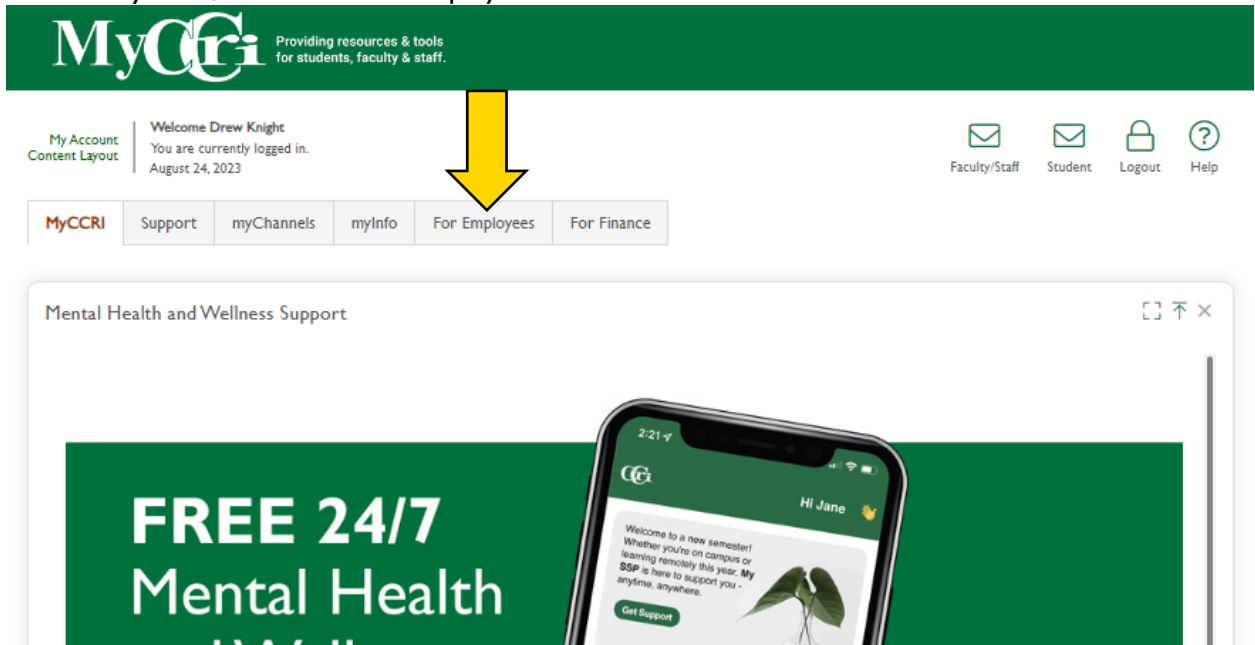 MyCCRi
Providing resources & tools
for students, faculty & staff.
My Account
Content Layout
Welcome Drew Knight
You are currently logged in.
August 24, 2023
Faculty/Staff
Student
Logout
Help
MyCCRI
Support
myChannels
myInfo
For Employees
For Finance
Mental Health and Wellness Support
FREE 24/7
Mental Health
2:21
CCRi
Hi Jane 👋
Welcome to a new semester!
Whether you're on campus or
learning remotely this year, My
SSP is here to support you -
anytime, anywhere.
Get Support